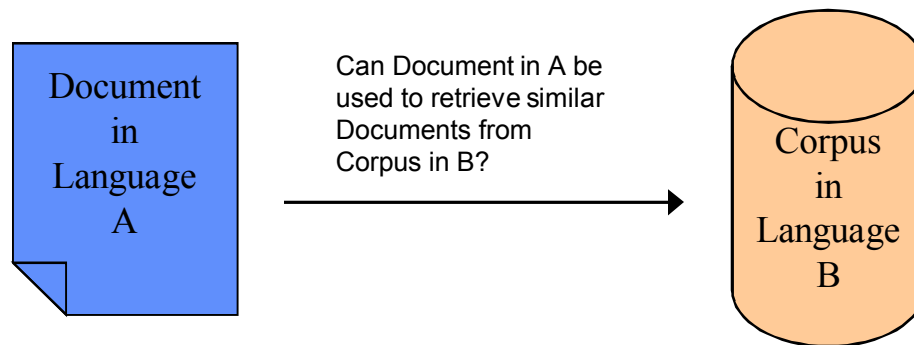 Document
in
Language
A
Can Document in A be
used to retrieve similar
Documents from
Corpus in B?
Corpus
in
Language
B